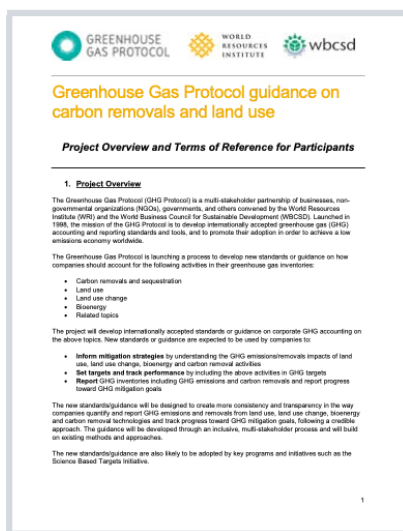 GREENHOUSE
GAS PROTOCOL
WORLD
RESOURCES
INSTITUTE
wbcsd
Greenhouse Gas Protocol guidance on
carbon removals and land use
Project Overview and Terms of Reference for Participants
1. Project Overview
The Greenhouse Gas Protocol (GHG Protocol) is a multi-stakeholder partnership of businesses, non-
governmental organizations (NGOs), governments, and others convened by the World Resources
Institute (WRI) and the World Business Council for Sustainable Development (WBCSD). Launched in
1998, the mission of the GHG Protocol is to develop internationally accepted greenhouse gas (GHG)
accounting and reporting standards and tools, and to promote their adoption in order to achieve a low
emissions economy worldwide.
The Greenhouse Gas Protocol is launching a process to develop new standards or guidance on how
companies should account for the following activities in their greenhouse gas inventories:
• Carbon removals and sequestration
• Land use
• Land use change
• Bioenergy
• Related topics
The project will develop internationally accepted standards or guidance on corporate GHG accounting on
the above topics. New standards or guidance are expected to be used by companies to:
• Inform mitigation strategies by understanding the GHG emissions/removals impacts of land
use, land use change, bioenergy and carbon removal activities
• Set targets and track performance by including the above activities in GHG targets
• Report GHG inventories including GHG emissions and carbon removals and report progress
toward GHG mitigation goals
The new standards/guidance will be designed to create more consistency and transparency in the way
companies quantify and report GHG emissions and removals from land use, land use change, bioenergy
and carbon removal technologies and track progress toward GHG mitigation goals, following a
credible approach. The guidance will be developed through an inclusive, multi-stakeholder process and will build
on existing methods and approaches.
The new standards/guidance are also likely to be adopted by key programs and initiatives such as the
Science Based Targets Initiative.
1